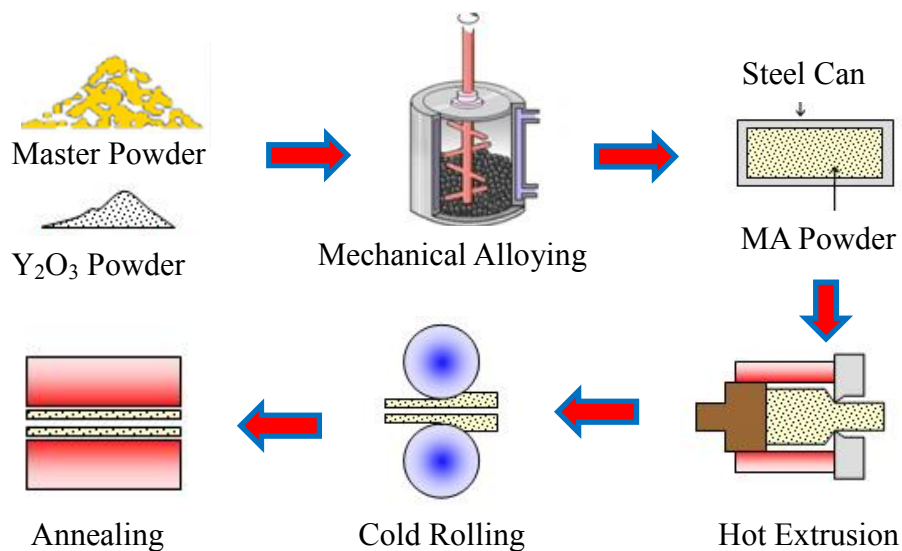 Steel Can
Master Powder
Y₂O₃ Powder
Mechanical Alloying
MA Powder
Annealing
Cold Rolling
Hot Extrusion